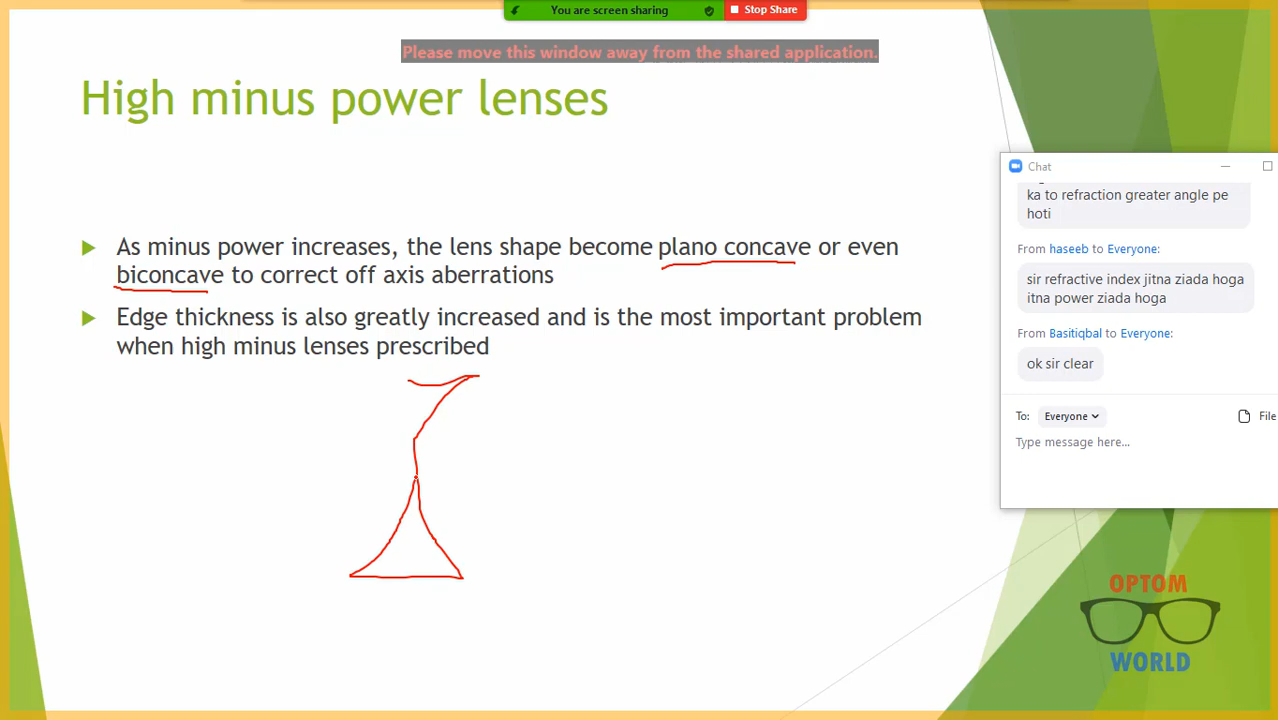 You are screen sharing
Stop Share
Please move this window away from the shared application.
High minus power lenses
As minus power increases, the lens shape become plano concave or even
biconcave to correct off axis aberrations
Edge thickness is also greatly increased and is the most important problem
when high minus lenses prescribed
Chat
ka to refraction greater angle pe
hoti
From haseeb to Everyone:
sir refractive index jitna ziada hoga
itna power ziada hoga
From Basitiqbal to Everyone:
ok sir clear
To: Everyone
File
Type message here...
OPTOM
WORLD